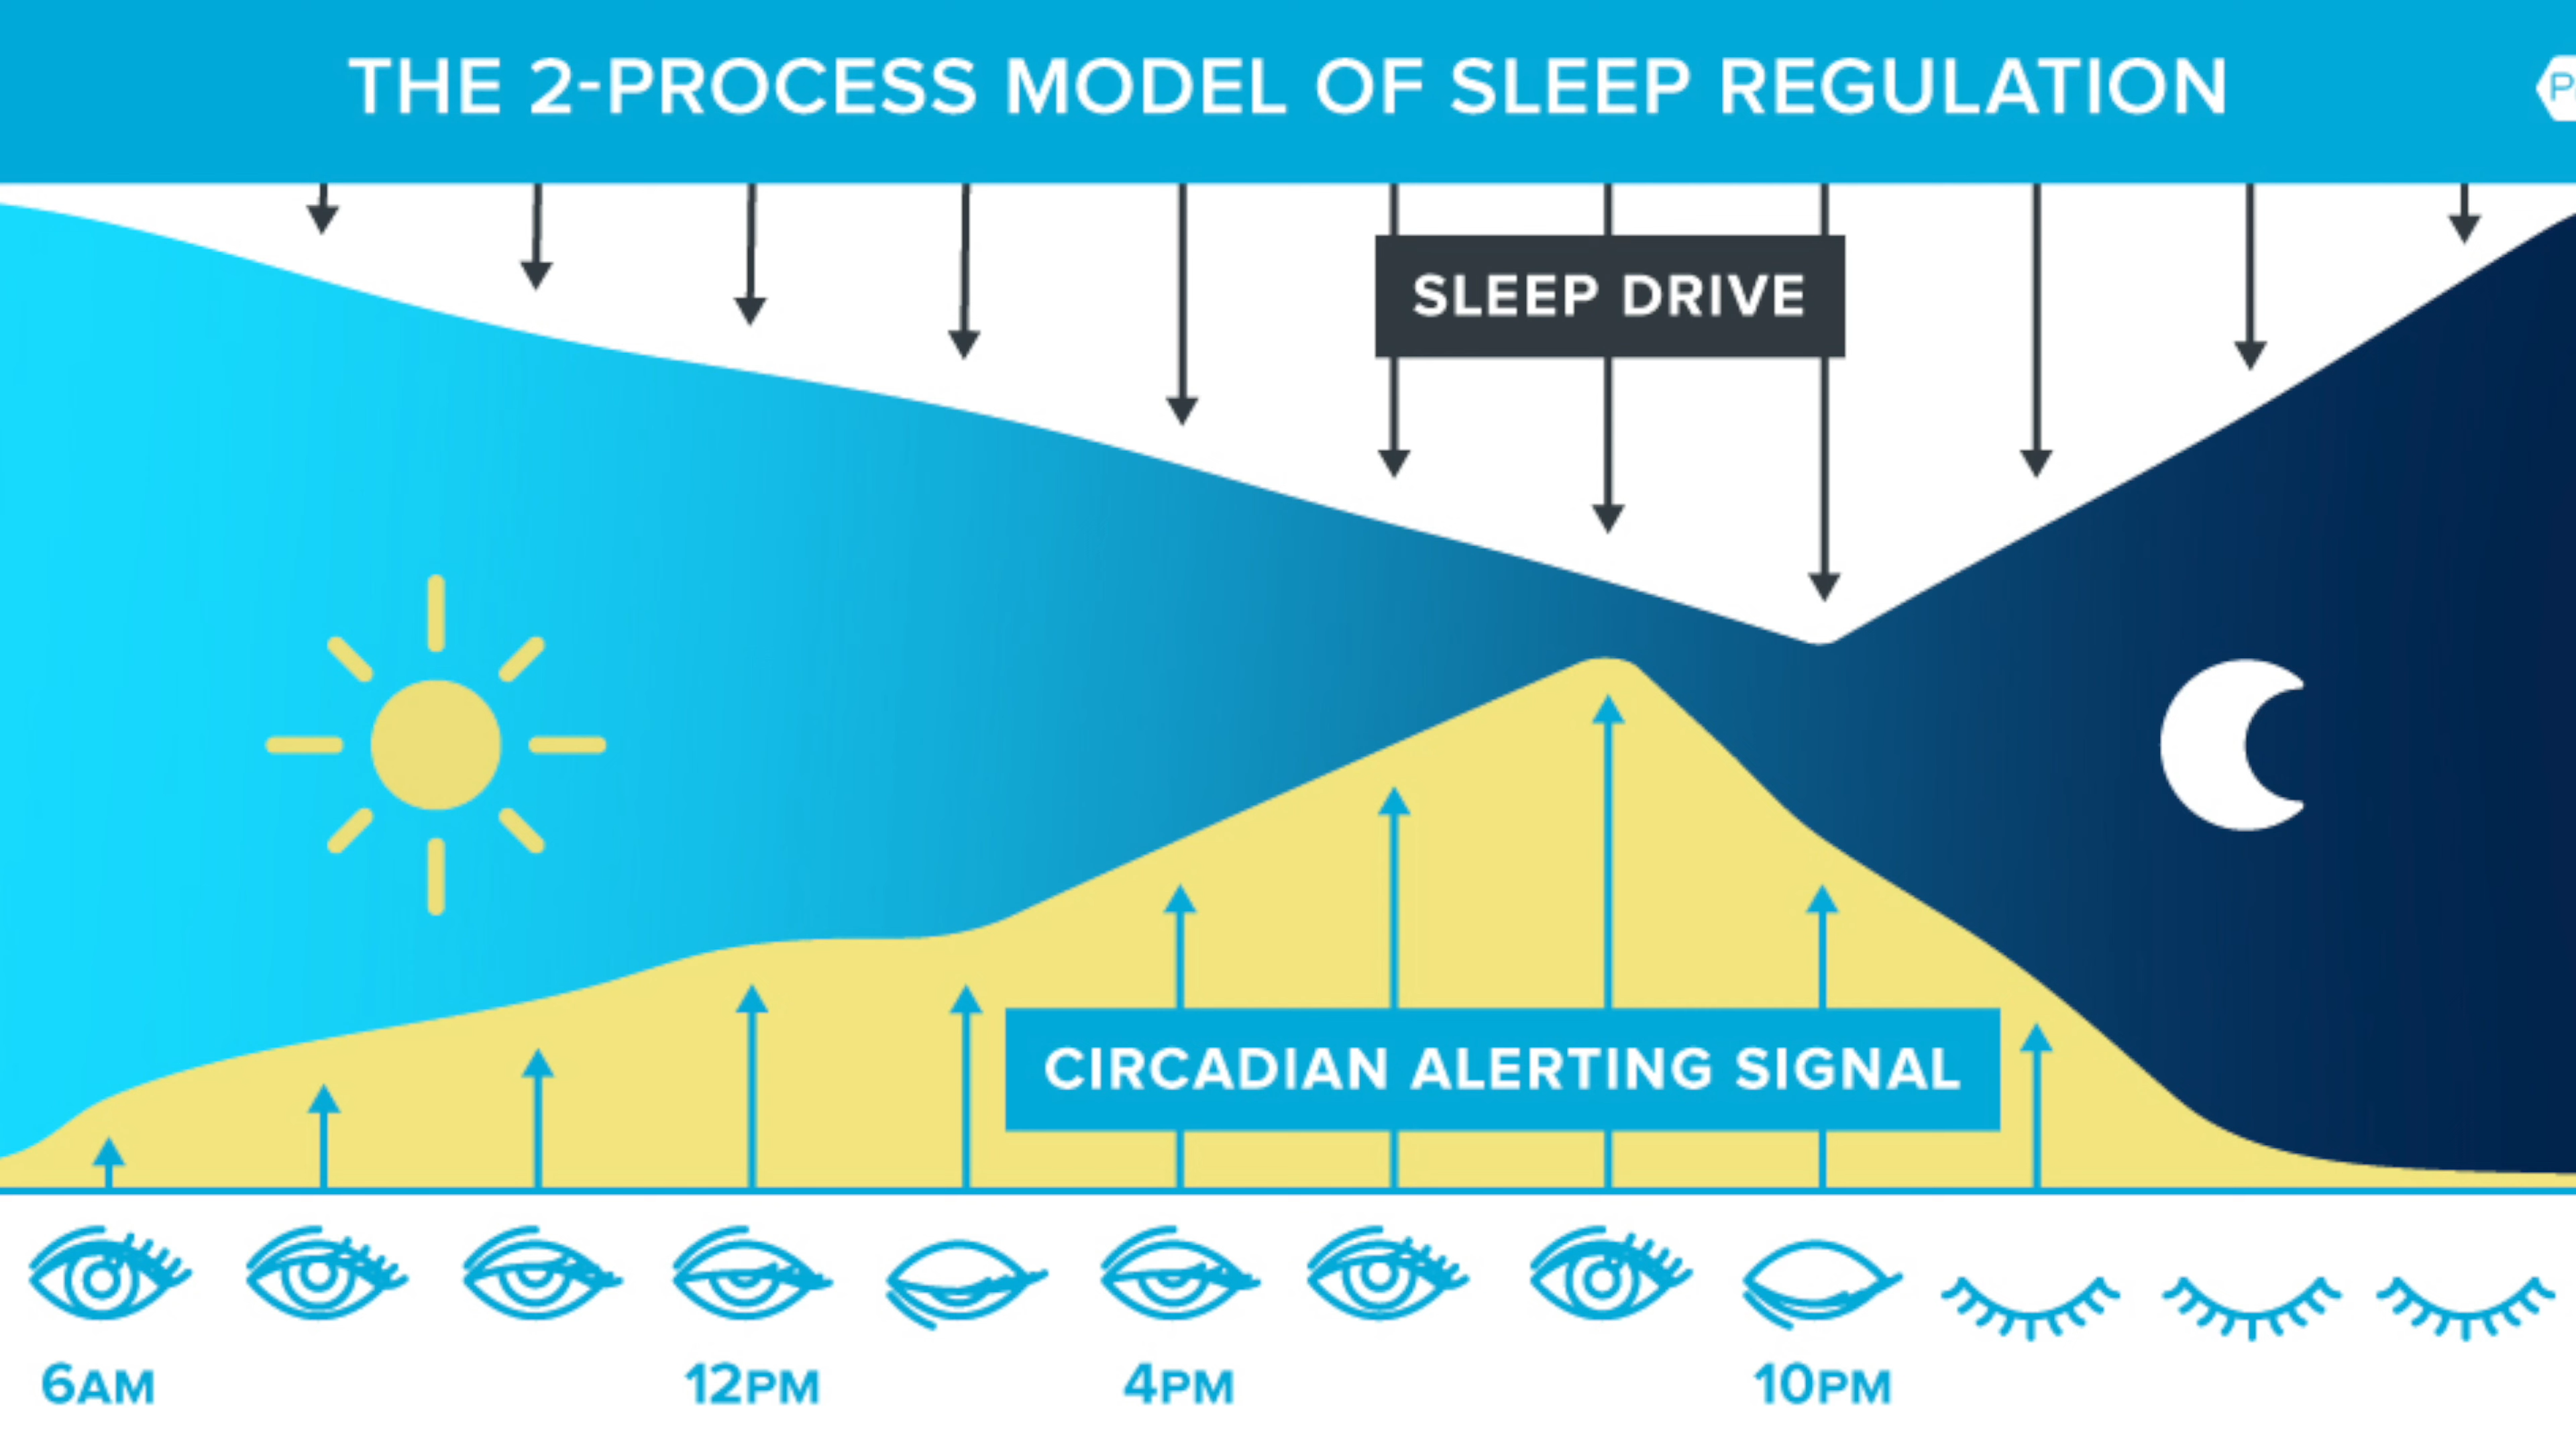 THE 2-PROCESS MODEL OF SLEEP REGULATION
P
SLEEP DRIVE
CIRCADIAN ALERTING SIGNAL
6AM
12PM
4PM
10PM